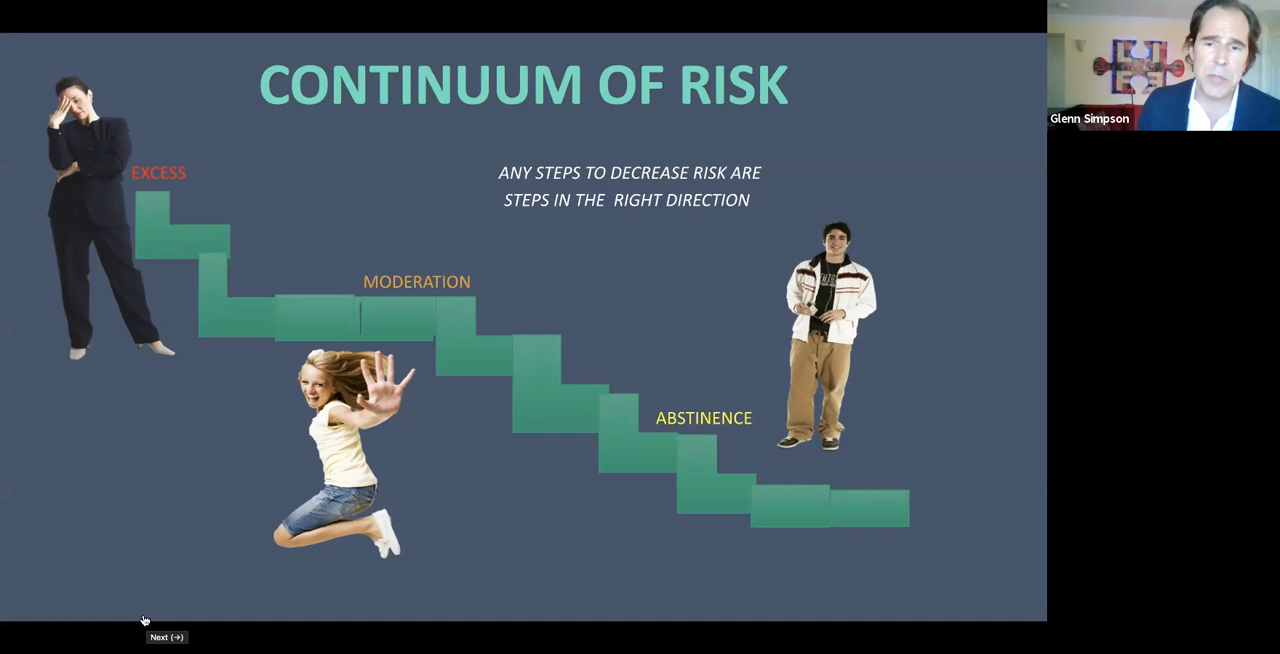 CONTINUUM OF RISK
Glenn Simpson
EXCESS
ANY STEPS TO DECREASE RISK ARE
STEPS IN THE RIGHT DIRECTION
MODERATION
ABSTINENCE
Next (→)